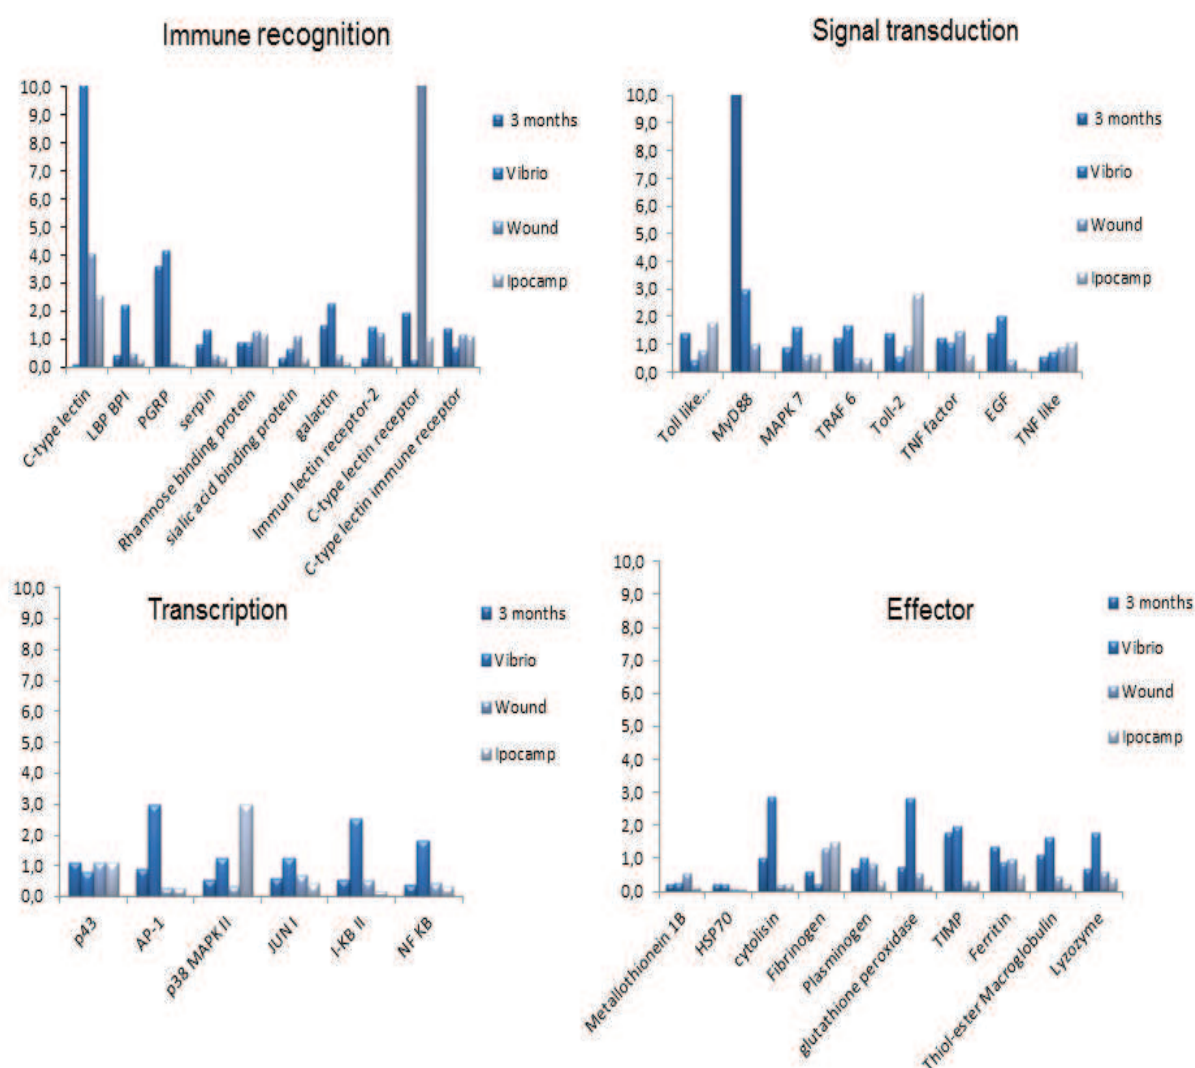 Immune recognition
10,0
9,0
8,0
7,0
6,0
5,0
4,0
3,0
2,0
1,0
0,0
C-type lectin
LBP BPI
PGRP
serpin
Rhamnose binding protein
sialic acid binding protein
galactin
Immun lectin receptor-2
C-type lectin receptor
C-type lectin immune receptor
3 months
Vibrio
Wound
Ipocamp
Signal transduction
10,0
9,0
8,0
7,0
6,0
5,0
4,0
3,0
2,0
1,0
0,0
Toll like...
MyD88
MAPK 7
TRAF 6
Toll-2
TNF factor
EGF
TNF like
3 months
Vibrio
Wound
Ipocamp
Transcription
10,0
9,0
8,0
7,0
6,0
5,0
4,0
3,0
2,0
1,0
0,0
p43
AP-1
p38 MAPK II
JUN I
I-KB II
NF KB
3 months
Vibrio
Wound
Ipocamp
Effector
10,0
9,0
8,0
7,0
6,0
5,0
4,0
3,0
2,0
1,0
0,0
Metallothionein 1B
HSP70
cytolisin
Fibrinogen
Plasminogen
glutathione peroxidase
TIMP
Ferritin
Thiol-ester Macroglobulin
Lyzozyme
3 months
Vibrio
Wound
Ipocamp